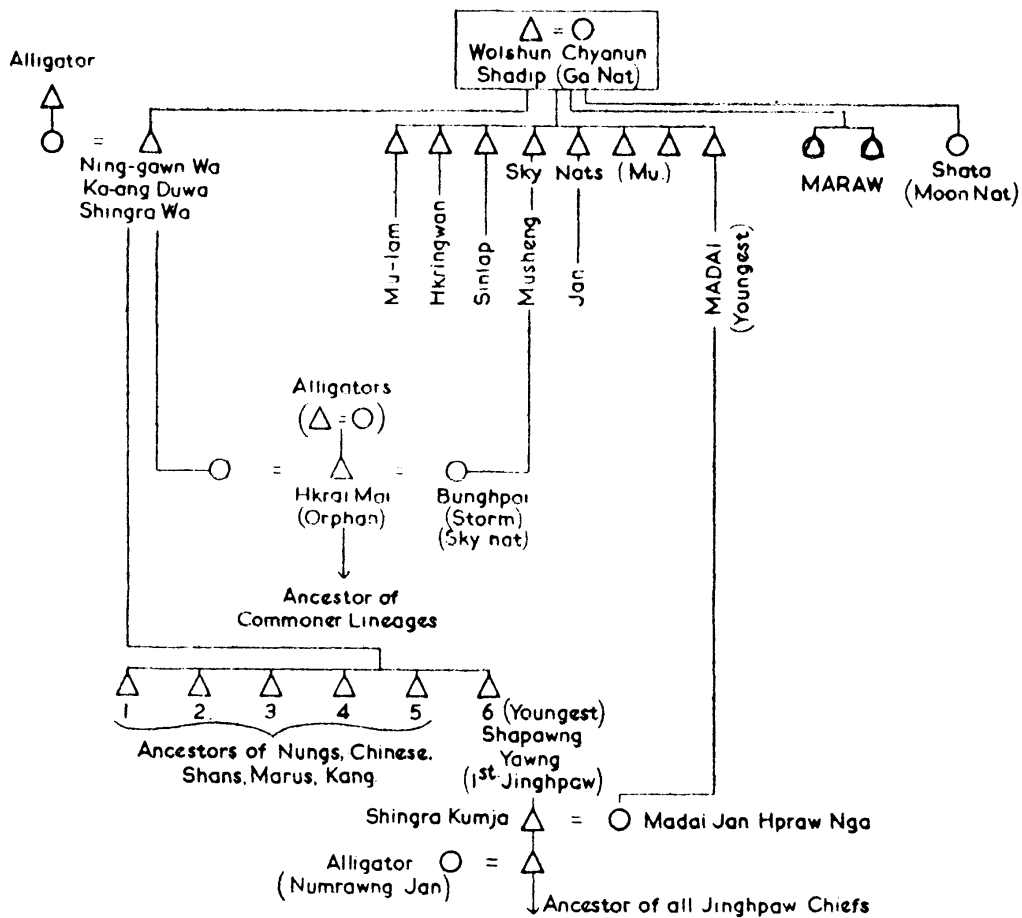 Woishun Chyanun
Shadip (Ga Nat)
Alligator
=
=
Ning-gawn Wa
Ka-ang Duwa
Shingra Wa
Sky Nats (Mu.)
MARAW
Shata
(Moon Nat)
Mu-lam
Hkringwan
Sinlap
Musheng
Jan
MADAI
(Youngest)
Alligators
( = )
= =
Hkrai Mai
(Orphan)
Bunghpoi
(Storm)
(Sky nat)
Ancestor of
Commoner Lineages
1 2. 3 4 5 6 (Youngest)
Shapawng
Yawng
(1st Jinghpaw)
Ancestors of Nungs, Chinese,
Shans, Marus, Kang.
Shingra Kumja = Madai Jan Hpraw Nga
Alligator =
(Numrawng Jan)
Ancestor of all Jinghpaw Chiefs